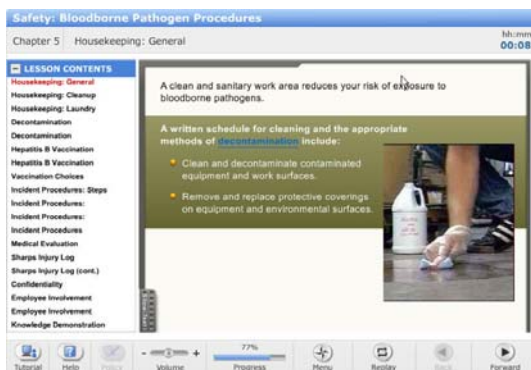 Safety: Bloodborne Pathogen Procedures
Chapter 5 Housekeeping: General
hh:mm
00:08
LESSON CONTENTS
Housekeeping: General
Housekeeping: Cleanup
Housekeeping: Laundry
Decontamination
Decontamination
Hepatitis B Vaccination
Hepatitis B Vaccination
Vaccination Choices
Incident Procedures: Steps
Incident Procedures:
Incident Procedures:
Incident Procedures
Medical Evaluation
Sharps Injury Log
Sharps Injury Log (cont.)
Confidentiality
Employee Involvement
Employee Involvement
Knowledge Demonstration
A clean and sanitary work area reduces your risk of exposure to
bloodborne pathogens.
A written schedule for cleaning and the appropriate
methods of decontamination include:
Clean and decontaminate contaminated
equipment and work surfaces.
Remove and replace protective coverings
on equipment and environmental surfaces.
- +
77%
Tutorial Help Policy Volume Progress Menu Replay Back Forward